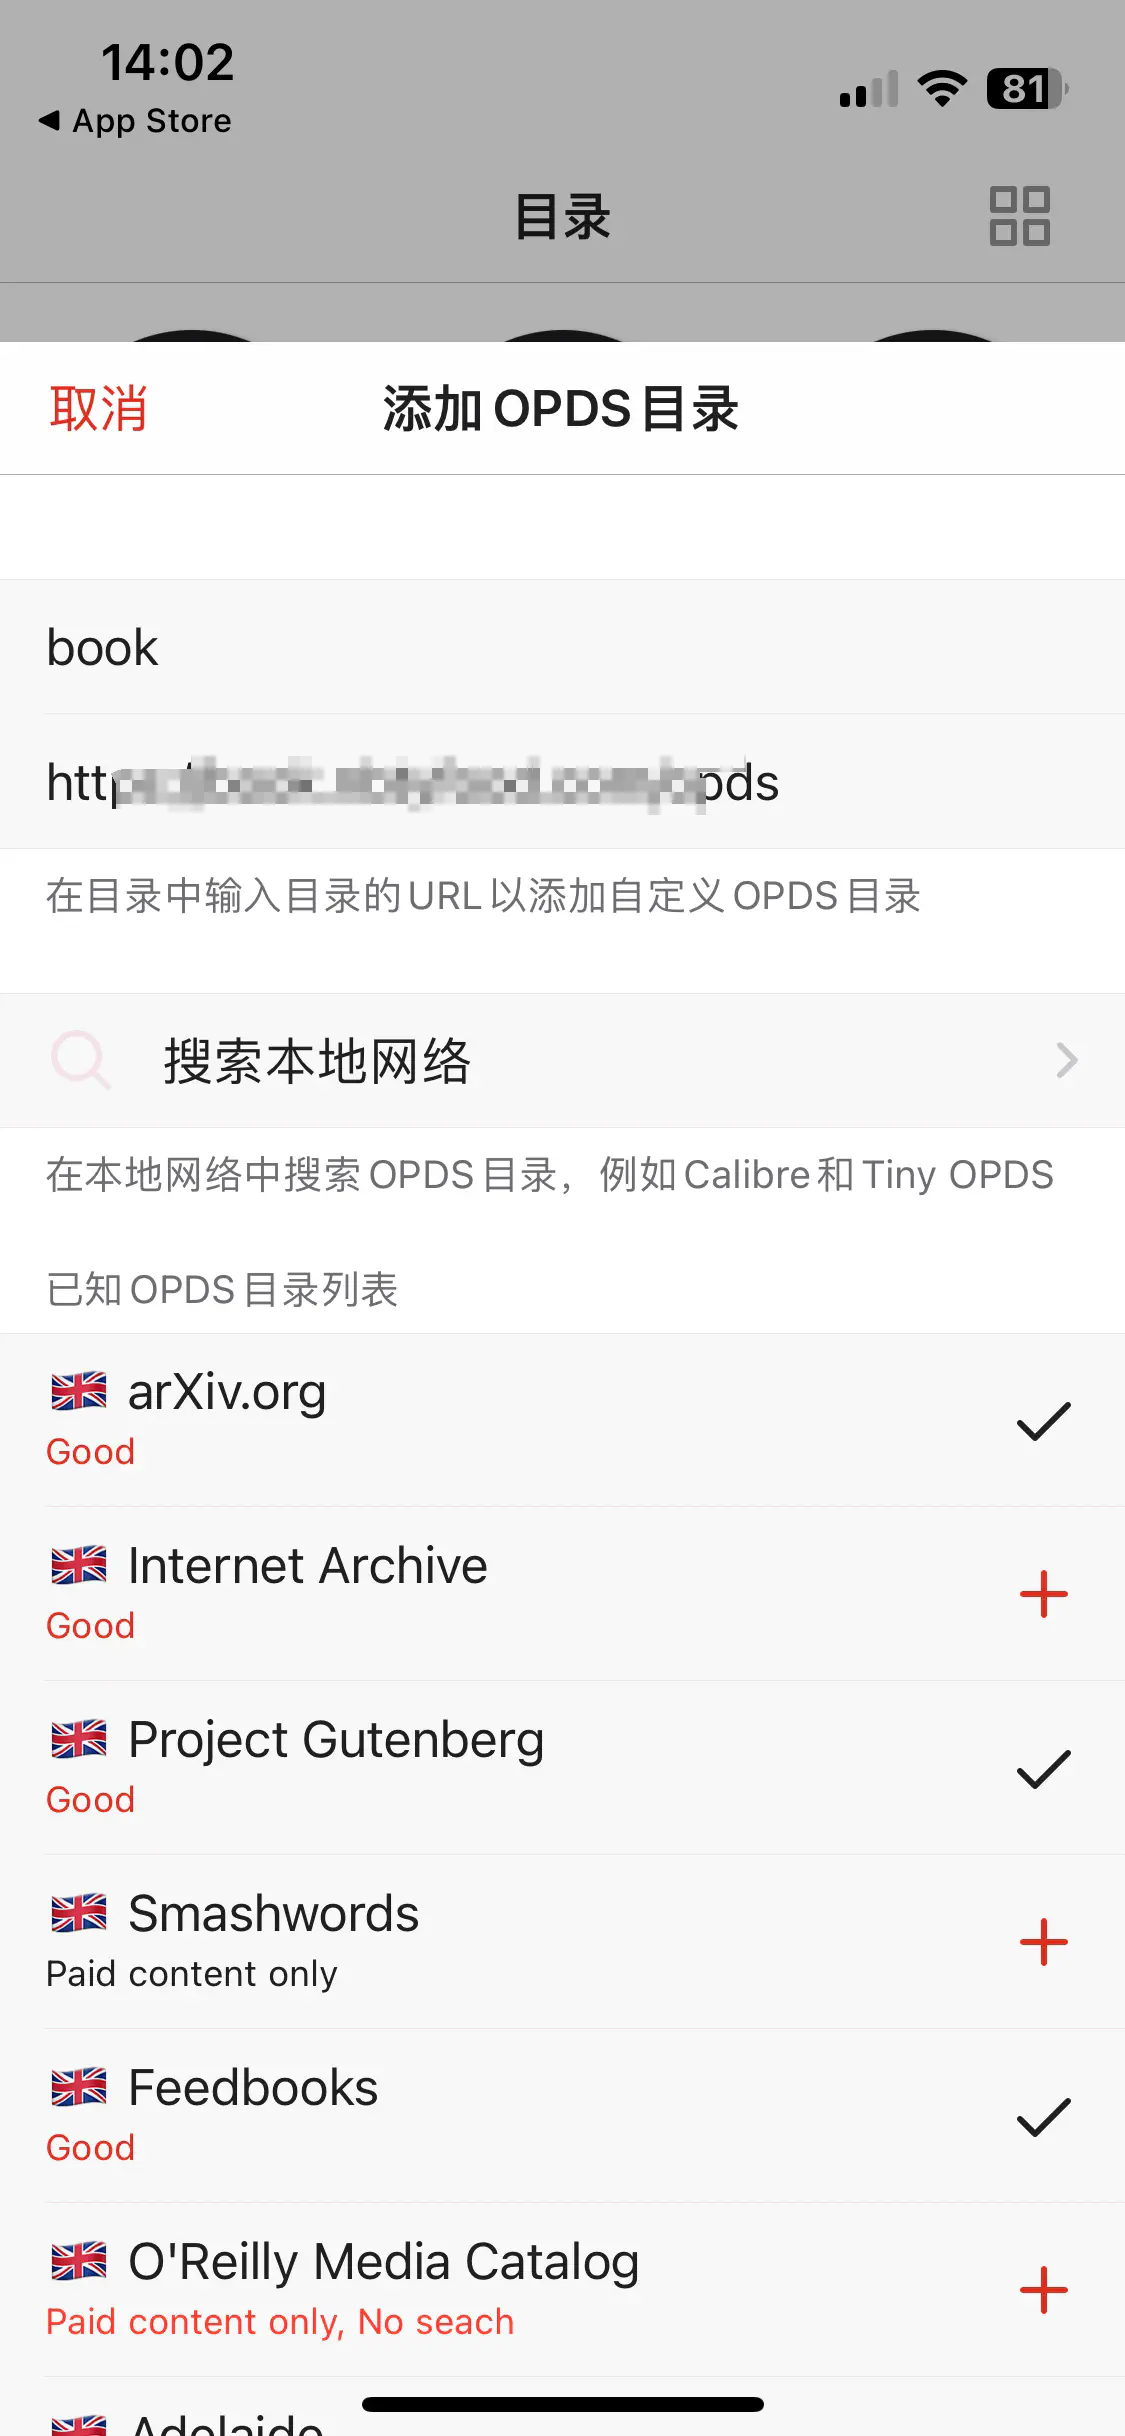 14:02
App Store
81
目录
取消
添加OPDS目录
book
http pds
在目录中输入目录的URL以添加自定义OPDS目录
搜索本地网络
在本地网络中搜索OPDS目录，例如Calibre和Tiny OPDS
已知OPDS目录列表
🇬🇧 arXiv.org
Good
🇬🇧 Internet Archive
Good
🇬🇧 Project Gutenberg
Good
🇬🇧 Smashwords
Paid content only
🇬🇧 Feedbooks
Good
🇬🇧 O'Reilly Media Catalog
Paid content only, No seach
🇬🇧 Adelaide